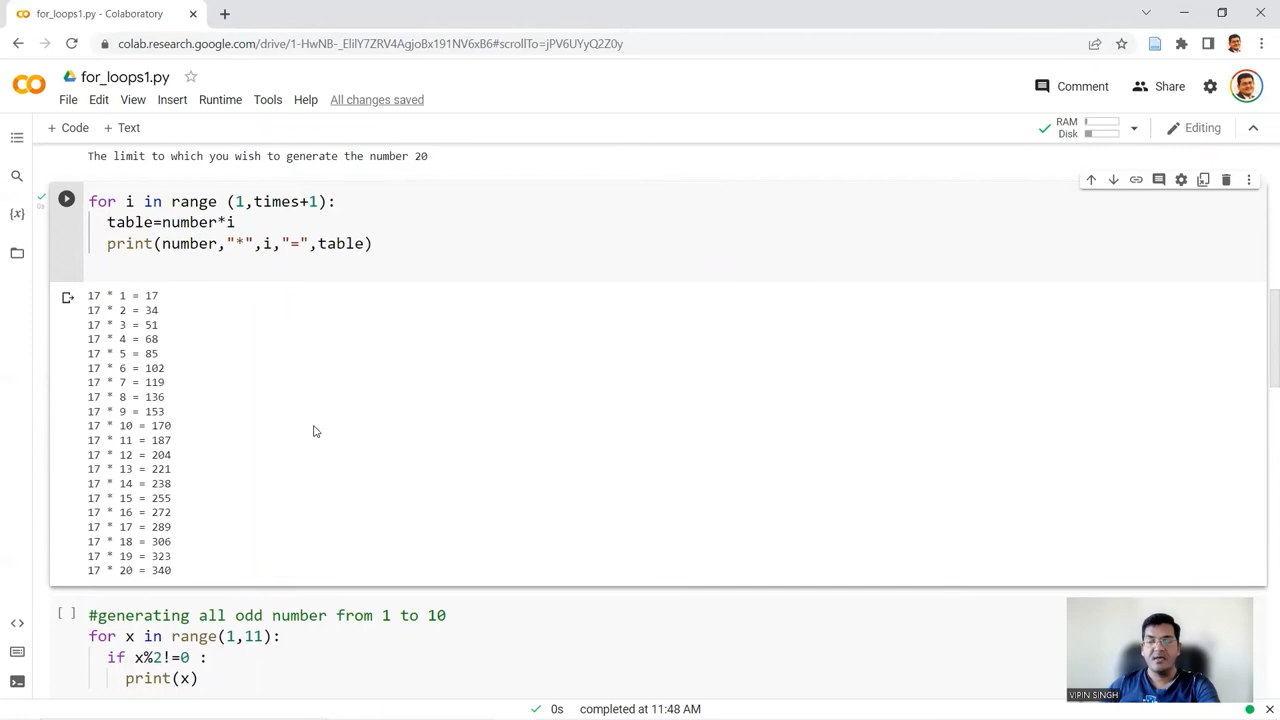 for_loops1.py - Colaboratory
colab.research.google.com/drive/1-HwNB-_ElilY7ZRV4AgjoBx191NV6xB6#scrollTo=jPV6UYyQ2Z0y
for_loops1.py
File Edit View Insert Runtime Tools Help All changes saved
Comment Share
+ Code + Text
RAM
Disk
Editing
The limit to which you wish to generate the number 20
for i in range (1,times+1):
table=number*i
print(number,"*",i,"=",table)
0s
{x}
17 * 1 = 17
17 * 2 = 34
17 * 3 = 51
17 * 4 = 68
17 * 5 = 85
17 * 6 = 102
17 * 7 = 119
17 * 8 = 136
17 * 9 = 153
17 * 10 = 170
17 * 11 = 187
17 * 12 = 204
17 * 13 = 221
17 * 14 = 238
17 * 15 = 255
17 * 16 = 272
17 * 17 = 289
17 * 18 = 306
17 * 19 = 323
17 * 20 = 340
[ ] #generating all odd number from 1 to 10
for x in range(1,11):
if x%2!=0 :
print(x)
VIPIN SINGH
0s completed at 11:48 AM